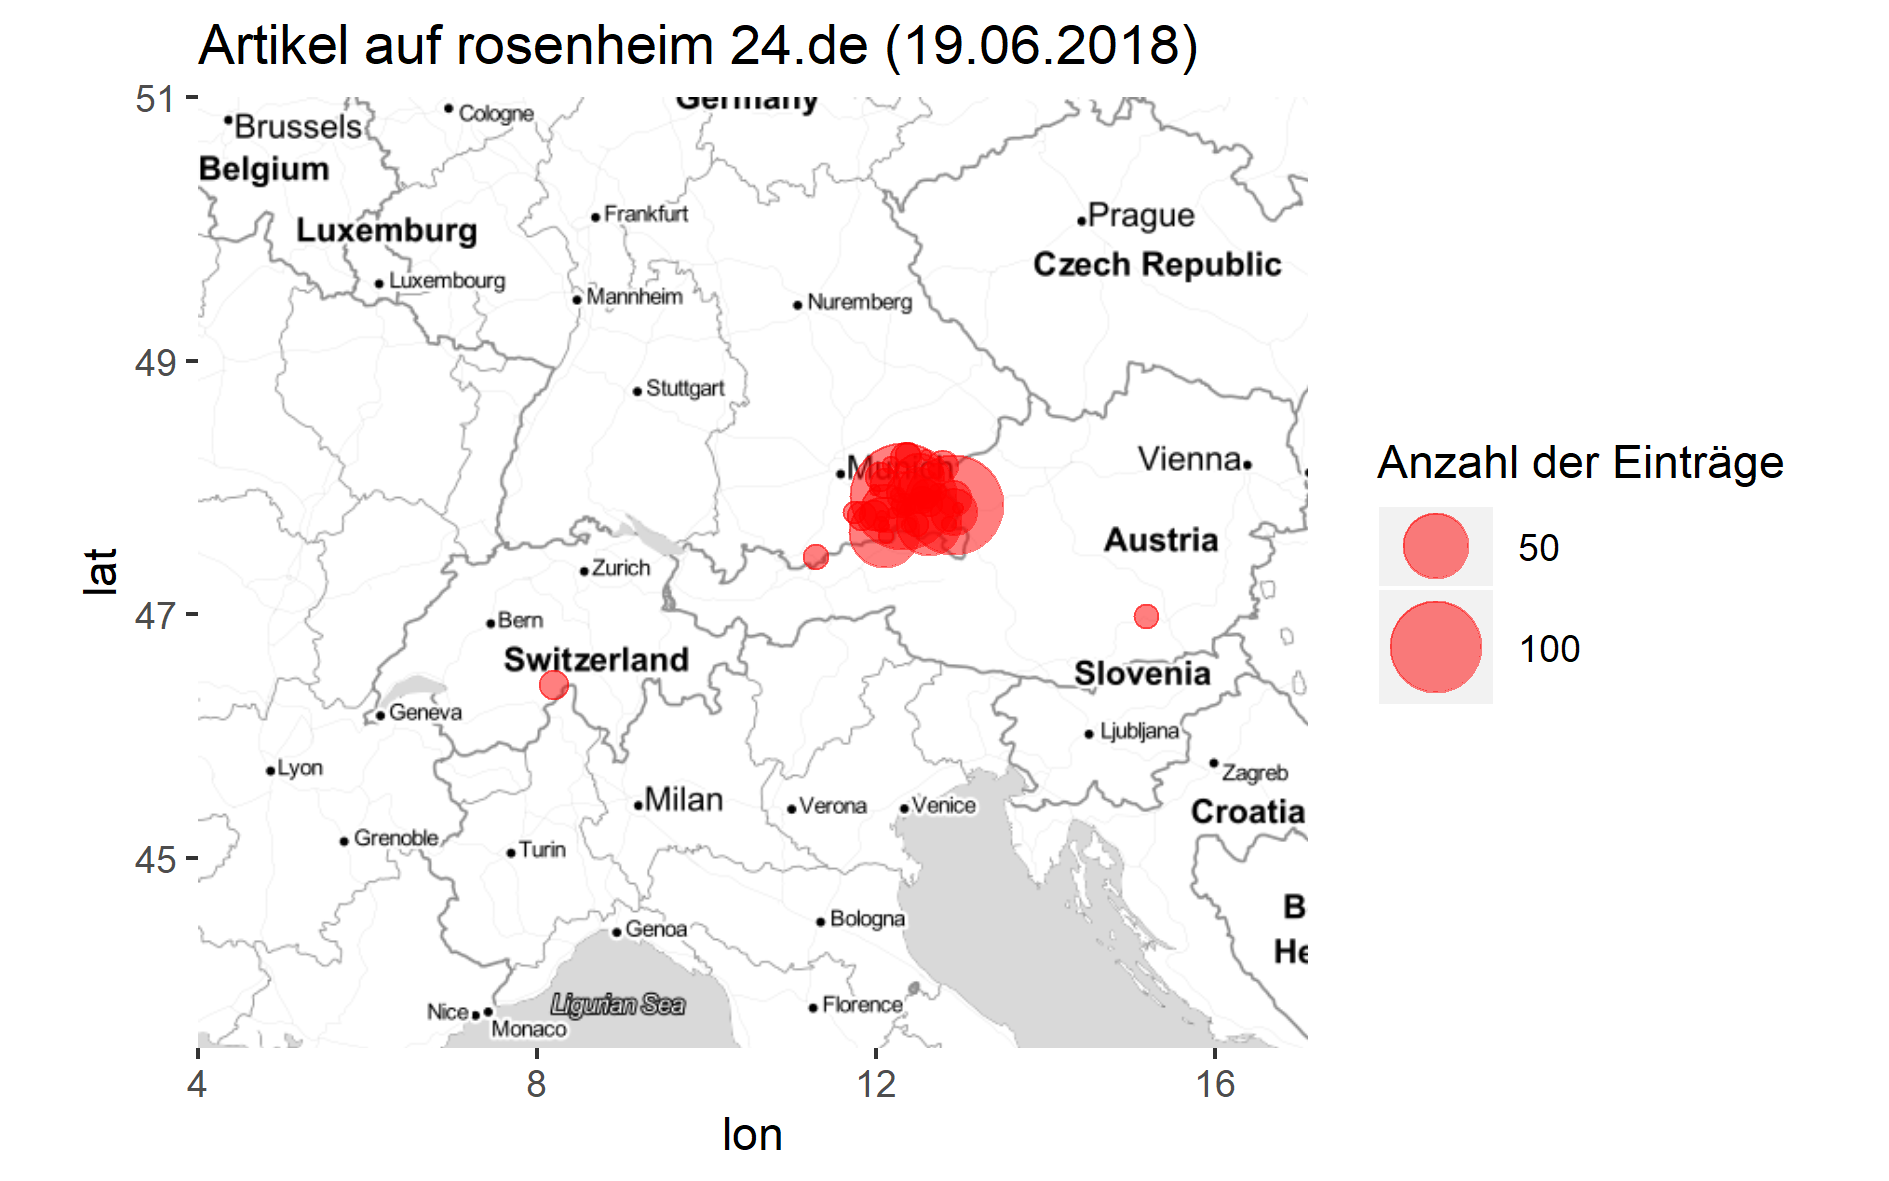 Artikel auf rosenheim 24.de (19.06.2018)
51
49
47
45
lat
4
8
12
16
lon
Germany
Brussels
Cologne
Belgium
Luxemburg
Frankfurt
Prague
Czech Republic
Luxembourg
Mannheim
Nuremberg
Stuttgart
Munich
Vienna
Austria
Zurich
Bern
Switzerland
Slovenia
Geneva
Ljubljana
Lyon
Zagreb
Milan
Verona
Venice
Croatia
Grenoble
Turin
Bologna
B
Genoa
He
Ligurian Sea
Florence
Nice
Monaco
Anzahl der Einträge
50
100